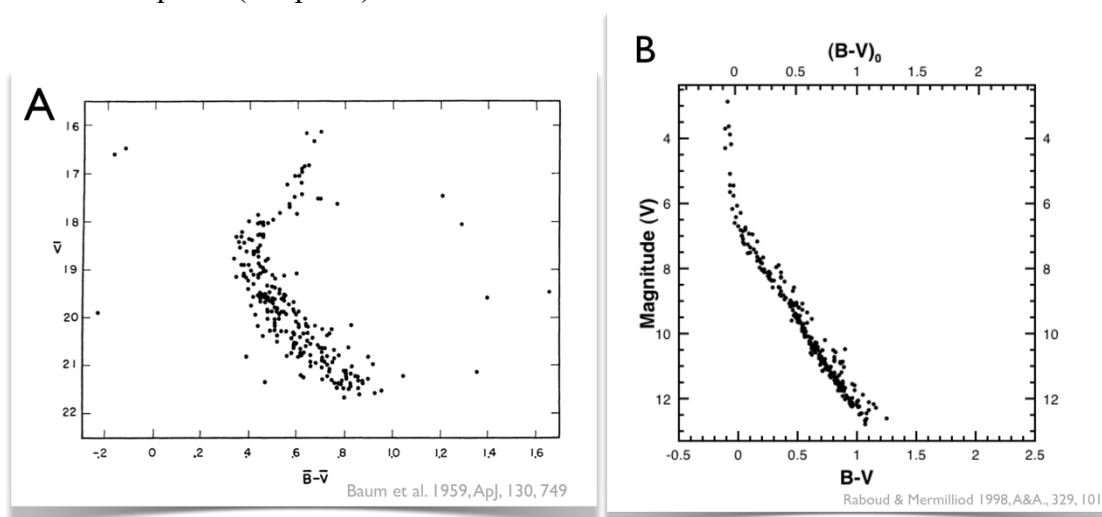 A
16
17
18
19
20
21
22
V̄
-.2 0 .2 .4 .6 .8 1.0 1.2 1.4 1.6
B̄-V̄
Baum et al. 1959, ApJ, 130, 749
B
(B-V)₀
0 0.5 1 1.5 2
4 4
6 6
8 8
10 10
12 12
Magnitude (V)
-0.5 0 0.5 1 1.5 2 2.5
B-V
Raboud & Mermilliod 1998, A&A., 329, 101